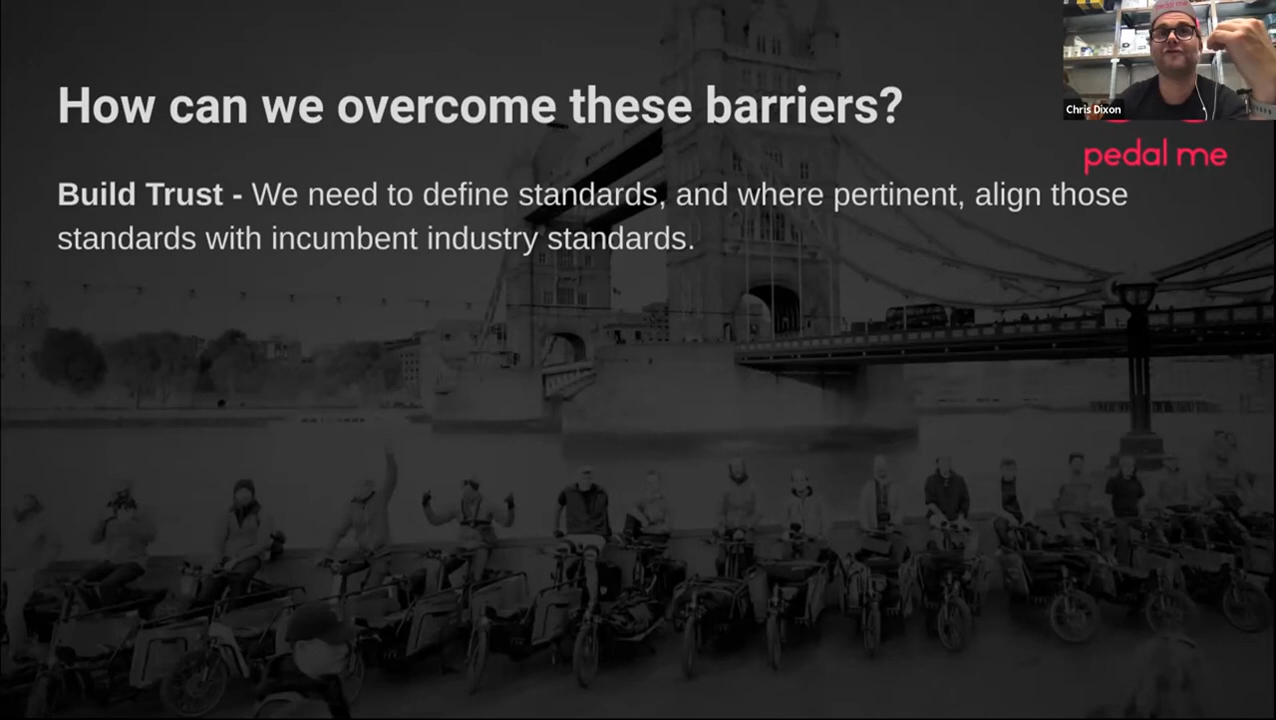 How can we overcome these barriers?
Chris Dixon
pedal me
Build Trust - We need to define standards, and where pertinent, align those
standards with incumbent industry standards.